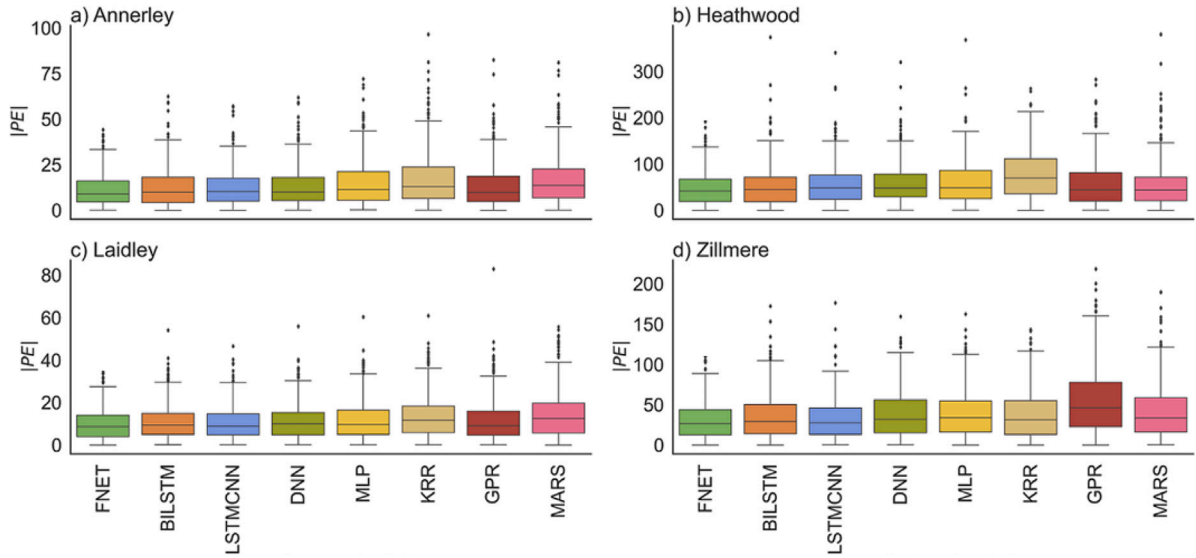 a) Annerley
100
75
50
25
0
|PE|
b) Heathwood
300
200
100
0
|PE|
c) Laidley
80
60
40
20
0
|PE|
FNET
BILSTM
LSTMCNN
DNN
MLP
KRR
GPR
MARS
d) Zillmere
200
150
100
50
0
|PE|
FNET
BILSTM
LSTMCNN
DNN
MLP
KRR
GPR
MARS